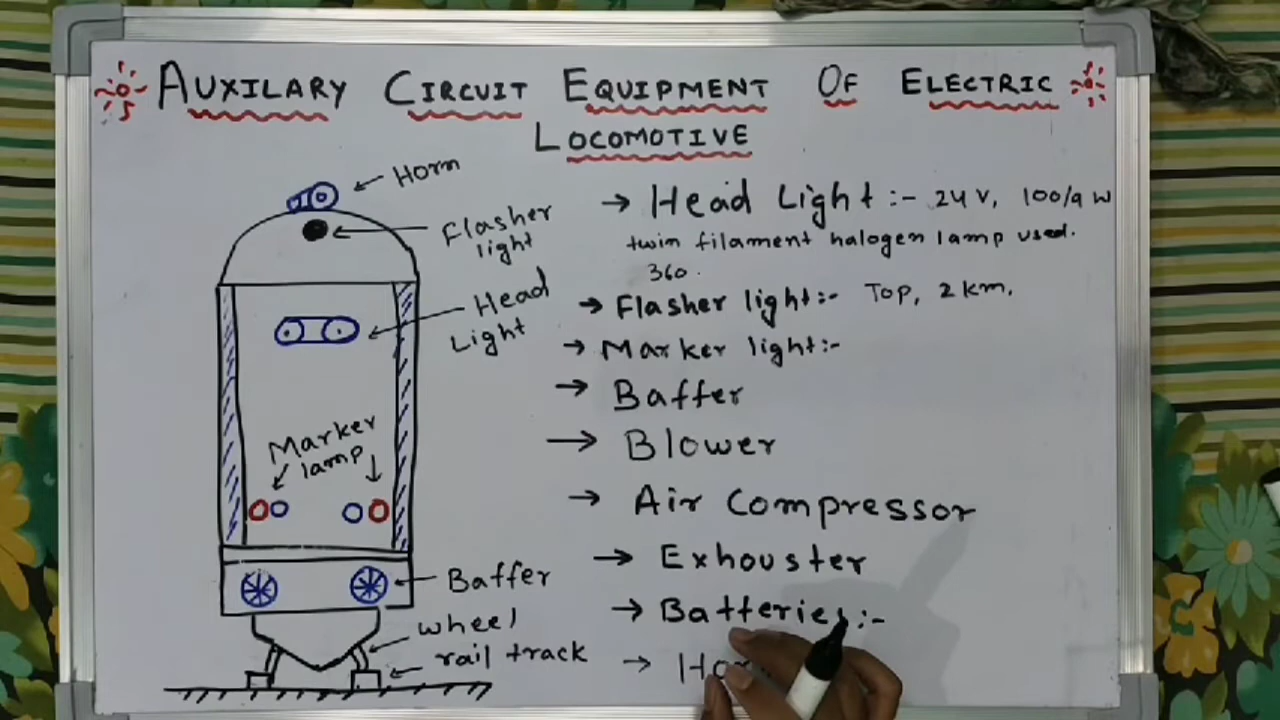 AUXILARY CIRCUIT EQUIPMENT OF ELECTRIC
LOCOMOTIVE
Horn
Flasher
light
Head
Light
Marker
lamp
Baffer
wheel
rail track
→ Head Light :- 24 V, 100/9 W
twin filament halogen lamp used.
360.
→ Flasher light:- Top, 2 km.
→ Marker light:-
→ Baffer
→ Blower
→ Air Compressor
→ Exhouster
→ Batteries:-
→ Hor